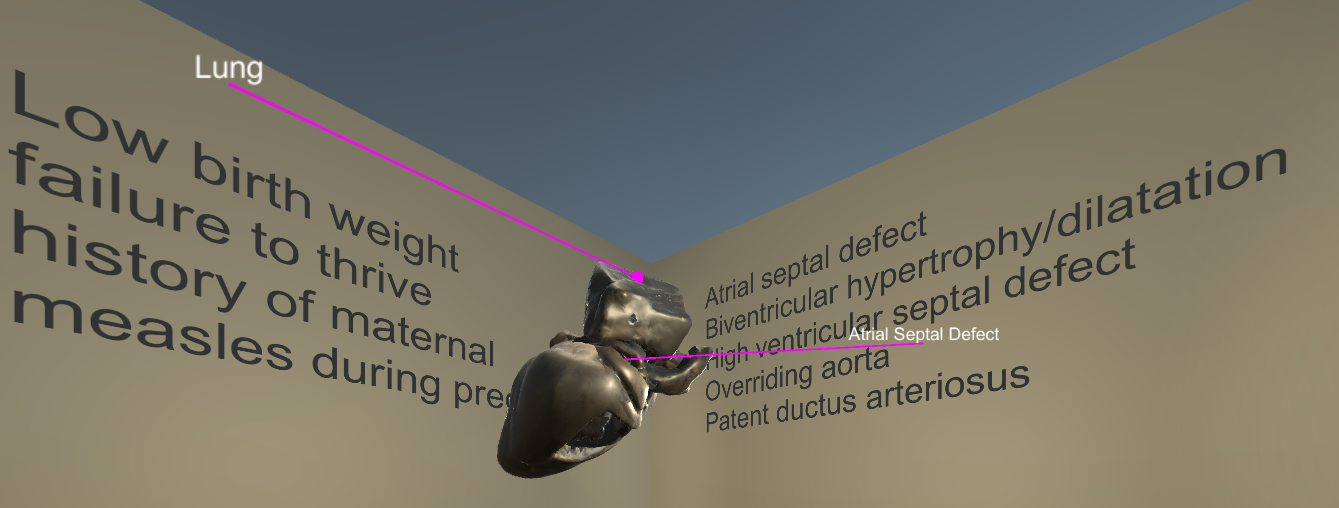 Lung
Low birth weight
failure to thrive
history of maternal
measles during
Atrial septal defect
Biventricular hypertrophy/dilatation
High ventricular septal defect
Atrial Septal Defect
Overriding aorta
Patent ductus arteriosus